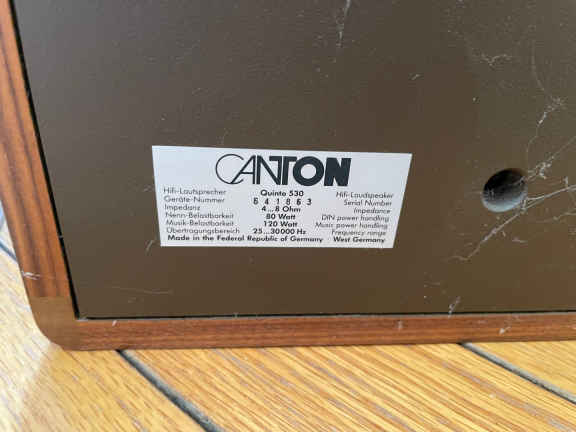 CANTON
Hifi-Lautsprecher Quinto 530 Hifi-Loudspeaker
Geräte-Nummer 641863 Serial Number
Impedanz 4...8 Ohm Impedance
Nenn-Belastbarkeit 80 Watt DIN power handling
Musik-Belastbarkeit 120 Watt Music power handling
Übertragungsbereich 25...30000 Hz Frequency range
Made in the Federal Republic of Germany West Germany